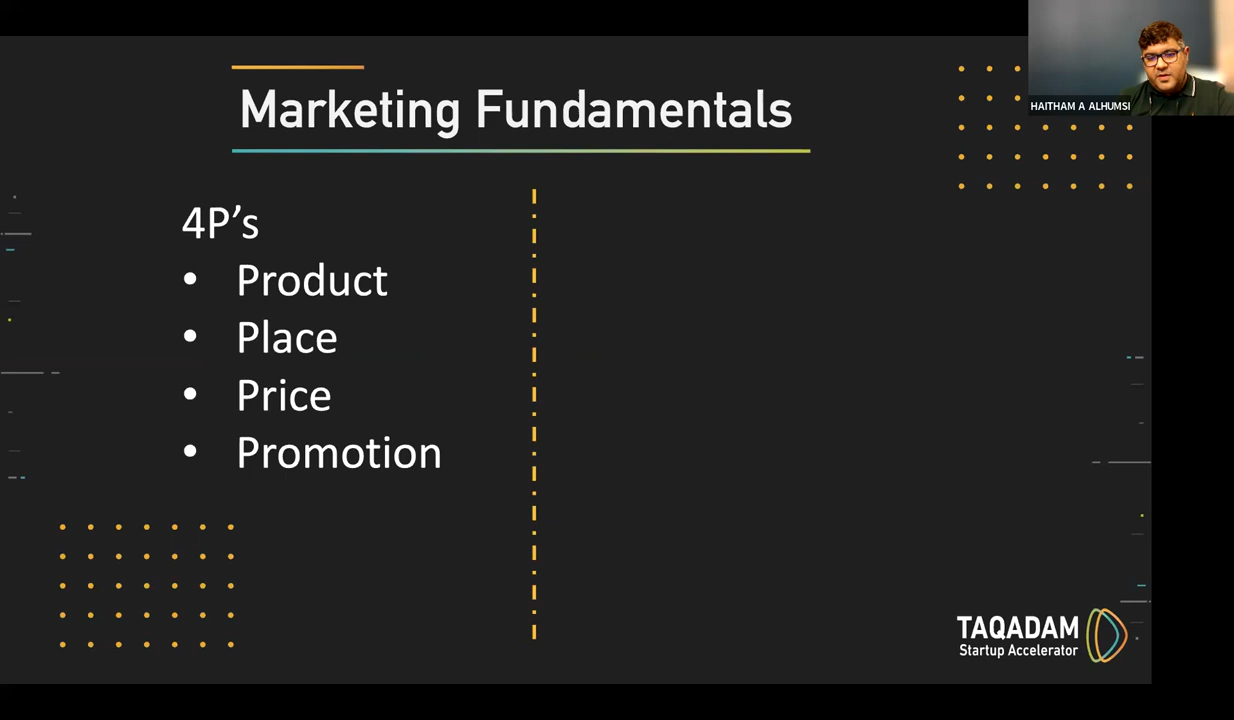 HAITHAM A ALHUMSI
Marketing Fundamentals
4P’s
• Product
• Place
• Price
• Promotion
TAQADAM
Startup Accelerator